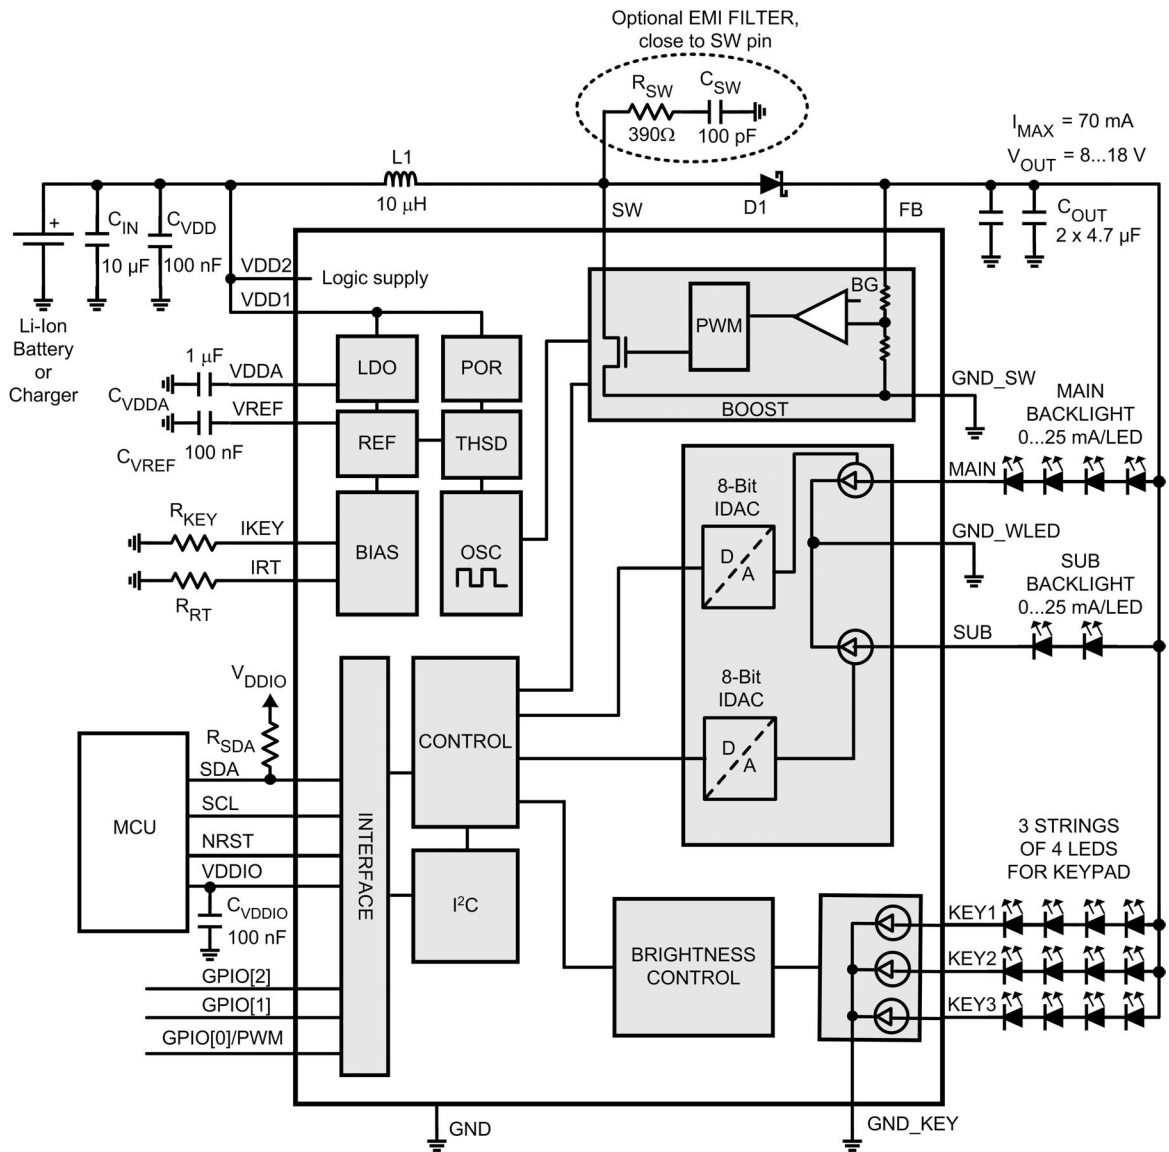 Optional EMI FILTER,
close to SW pin
R_SW
C_SW
390Ω
100 pF
I_MAX = 70 mA
V_OUT = 8...18 V
L1
10 µH
SW
D1
FB
C_OUT
2 x 4.7 µF
+
C_IN
10 µF
C_VDD
100 nF
Li-Ion
Battery
or
Charger
VDD2
Logic supply
VDD1
BG
PWM
BOOST
LDO
POR
1 µF
VDDA
C_VDDA
VREF
C_VREF
100 nF
REF
THSD
GND_SW
MAIN
BACKLIGHT
0...25 mA/LED
MAIN
8-Bit
IDAC
D
A
R_KEY
IKEY
IRT
R_RT
BIAS
OSC
GND_WLED
SUB
BACKLIGHT
0...25 mA/LED
SUB
8-Bit
IDAC
D
A
V_DDIO
R_SDA
SDA
SCL
NRST
VDDIO
MCU
C_VDDIO
100 nF
GPIO[2]
GPIO[1]
GPIO[0]/PWM
INTERFACE
CONTROL
I²C
BRIGHTNESS
CONTROL
3 STRINGS
OF 4 LEDS
FOR KEYPAD
KEY1
KEY2
KEY3
GND
GND_KEY